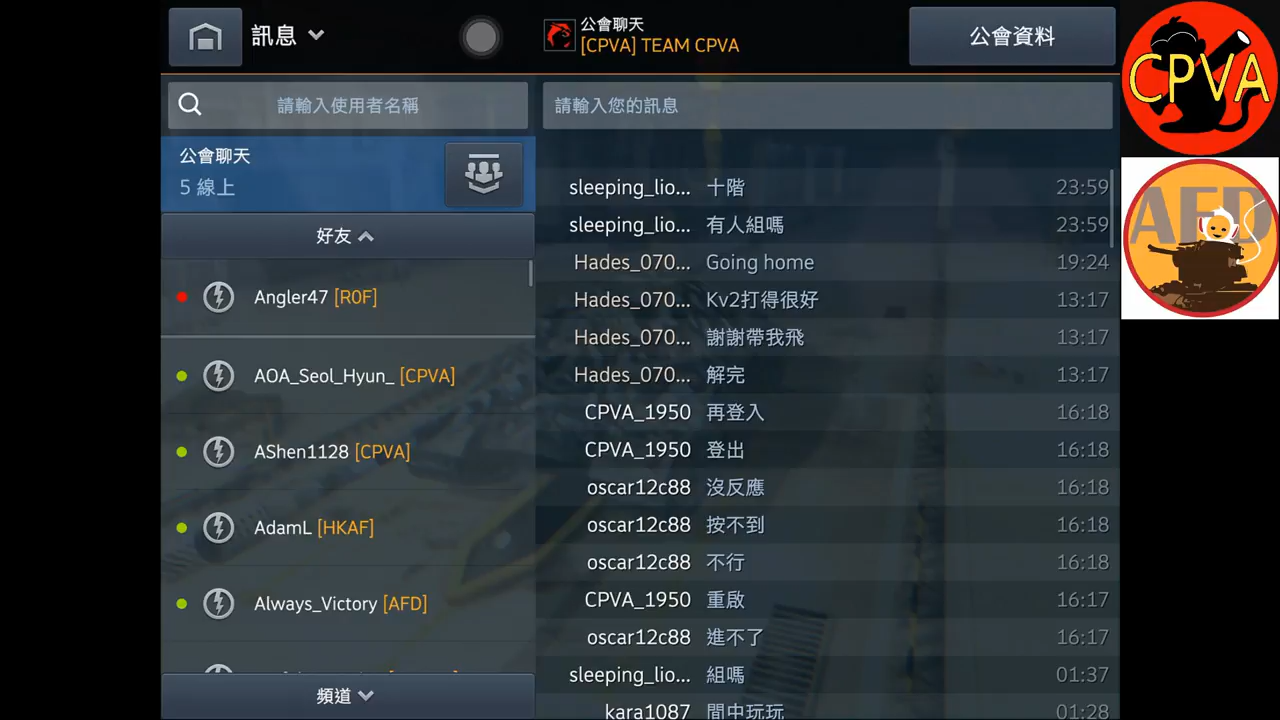 訊息
公會聊天
[CPVA] TEAM CPVA
公會資料
CPVA
請輸入使用者名稱
請輸入您的訊息
公會聊天
5 線上
AFD
好友
Angler47 [R0F]
AOA_Seol_Hyun_ [CPVA]
AShen1128 [CPVA]
AdamL [HKAF]
Always_Victory [AFD]
頻道
sleeping_lio... 十階 23:59
sleeping_lio... 有人組嗎 23:59
Hades_070... Going home 19:24
Hades_070... Kv2打得很好 13:17
Hades_070... 謝謝帶我飛 13:17
Hades_070... 解完 13:17
CPVA_1950 再登入 16:18
CPVA_1950 登出 16:18
oscar12c88 沒反應 16:18
oscar12c88 按不到 16:18
oscar12c88 不行 16:18
CPVA_1950 重啟 16:17
oscar12c88 進不了 16:17
sleeping_lio... 組嗎 01:37
kara1087 間中玩玩 01:28